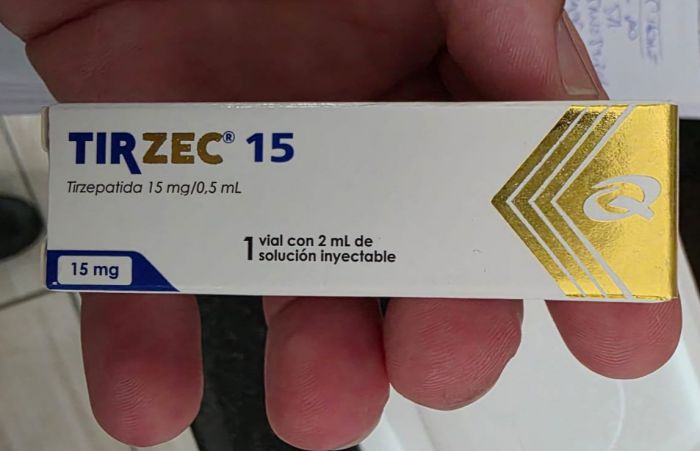 TIRZEC® 15
Tirzepatida 15 mg/0,5 mL
1 vial con 2 mL de
solución inyectable
15 mg